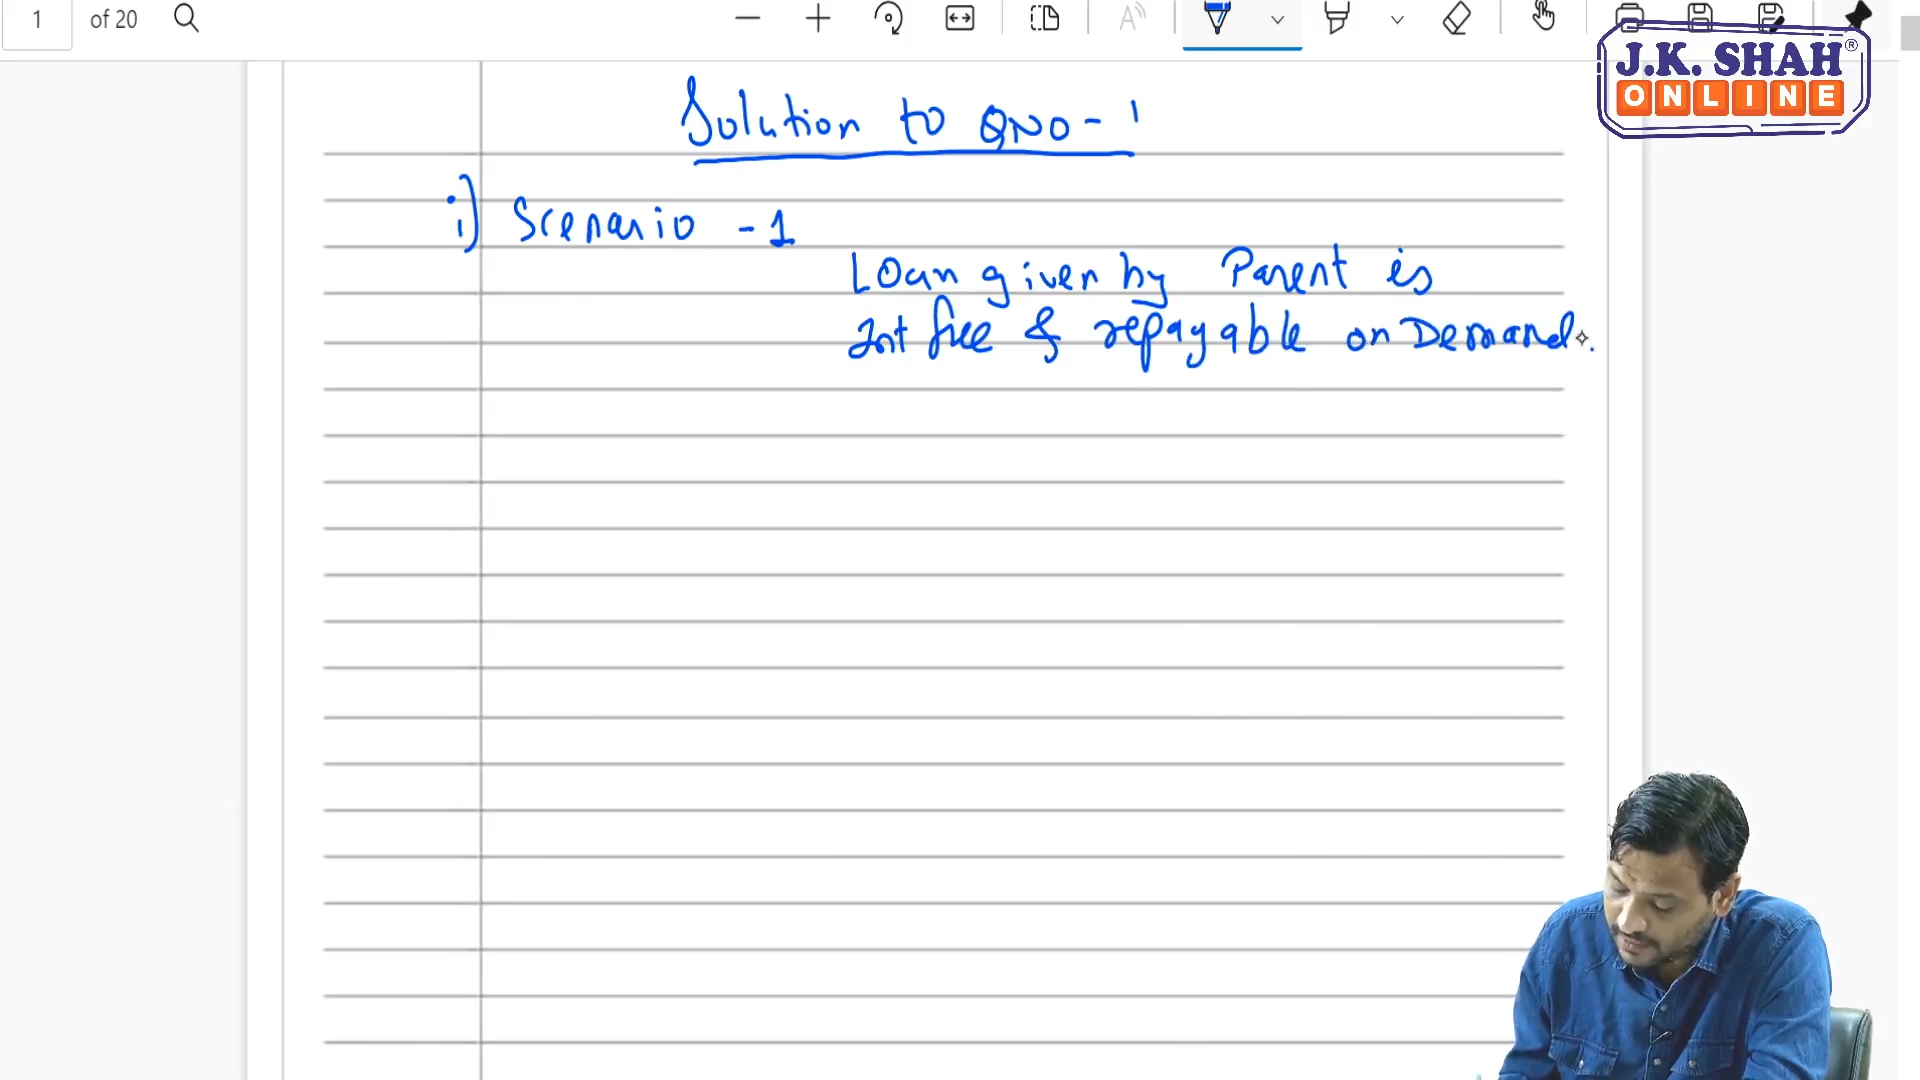 1 of 20
J.K. SHAH®
ONLINE
Solution to QNO - 1
i) Scenario - 1
Loan given by Parent is
Int free & repayable on Demand.